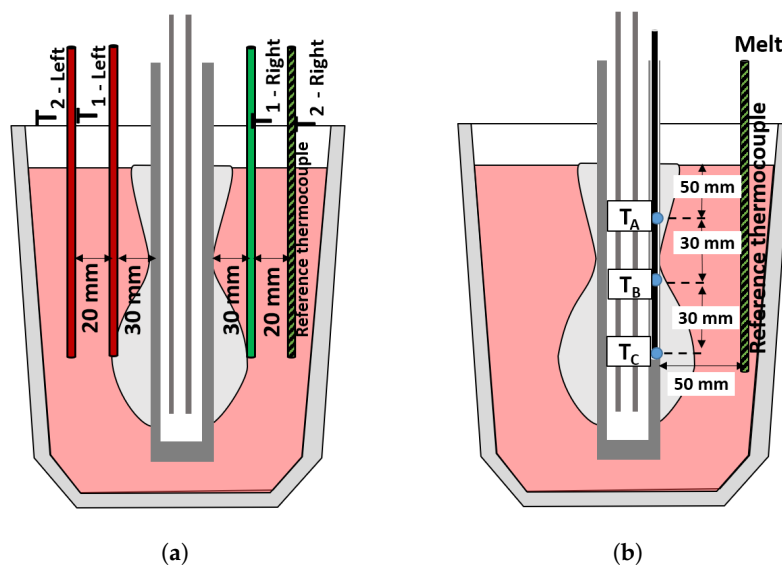 T2 - Left
T1 - Left
T1 - Right
T2 - Right
Reference thermocouple
20 mm
30 mm
30 mm
20 mm
(a)
Melt
Reference thermocouple
50 mm
TA
30 mm
TB
30 mm
TC
50 mm
(b)